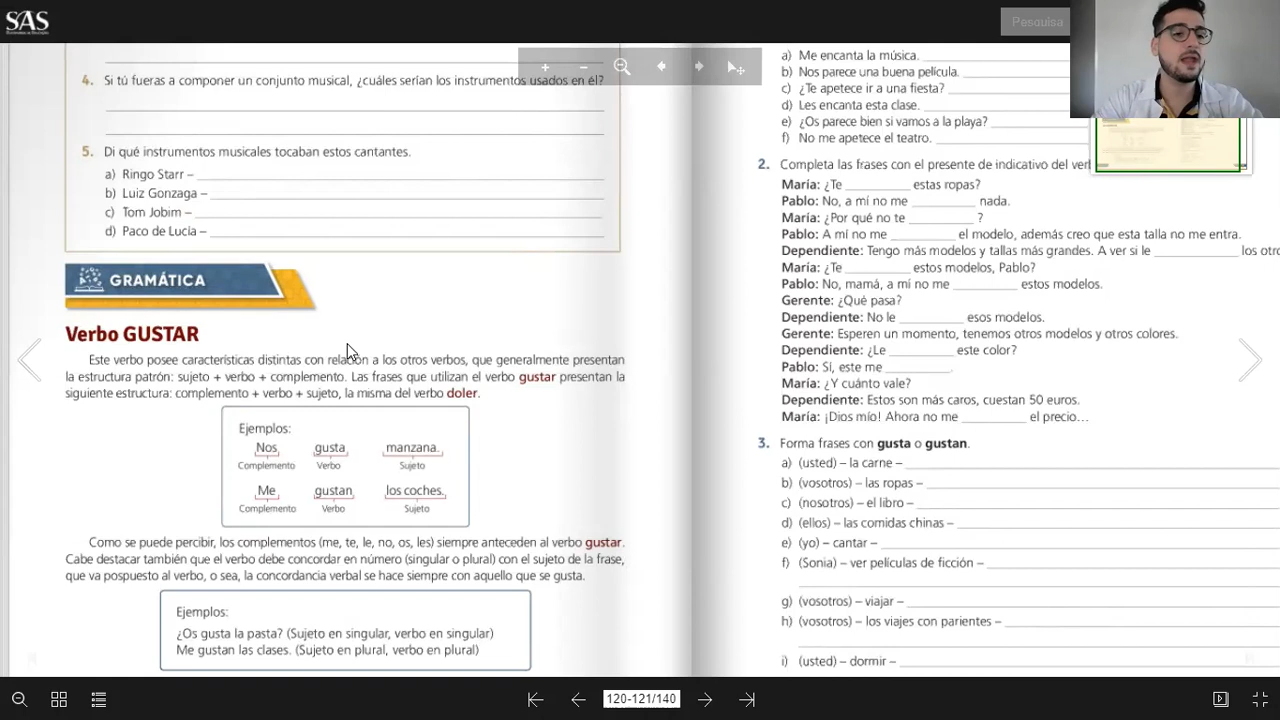 SAS
Pesquisa
4. Si tú fueras a componer un conjunto musical, ¿cuáles serían los instrumentos usados en él?
5. Di qué instrumentos musicales tocaban estos cantantes.
a) Ringo Starr –
b) Luiz Gonzaga –
c) Tom Jobim –
d) Paco de Lucía –
GRAMÁTICA
Verbo GUSTAR
Este verbo posee características distintas con relación a los otros verbos, que generalmente presentan
la estructura patrón: sujeto + verbo + complemento. Las frases que utilizan el verbo gustar presentan la
siguiente estructura: complemento + verbo + sujeto, la misma del verbo doler.
Ejemplos:
Nos gusta manzana.
Complemento Verbo Sujeto
Me gustan los coches.
Complemento Verbo Sujeto
Como se puede percibir, los complementos (me, te, le, no, os, les) siempre anteceden al verbo gustar.
Cabe destacar también que el verbo debe concordar en número (singular o plural) con el sujeto de la frase,
que va pospuesto al verbo, o sea, la concordancia verbal se hace siempre con aquello que se gusta.
Ejemplos:
¿Os gusta la pasta? (Sujeto en singular, verbo en singular)
Me gustan las clases. (Sujeto en plural, verbo en plural)
a) Me encanta la música.
b) Nos parece una buena película.
c) ¿Te apetece ir a una fiesta?
d) Les encanta esta clase.
e) ¿Os parece bien si vamos a la playa?
f) No me apetece el teatro.
2. Completa las frases con el presente de indicativo del verb
María: ¿Te ________ estas ropas?
Pablo: No, a mí no me ________ nada.
María: ¿Por qué no te ________ ?
Pablo: A mí no me ________ el modelo, además creo que esta talla no me entra.
Dependiente: Tengo más modelos y tallas más grandes. A ver si le ________ los otro
María: ¿Te ________ estos modelos, Pablo?
Pablo: No, mamá, a mí no me ________ estos modelos.
Gerente: ¿Qué pasa?
Dependiente: No le ________ esos modelos.
Gerente: Esperen un momento, tenemos otros modelos y otros colores.
Dependiente: ¿Le ________ este color?
Pablo: Sí, este me ________.
María: ¿Y cuánto vale?
Dependiente: Estos son más caros, cuestan 50 euros.
María: ¡Dios mío! Ahora no me ________ el precio…
3. Forma frases con gusta o gustan.
a) (usted) – la carne –
b) (vosotros) – las ropas –
c) (nosotros) – el libro –
d) (ellos) – las comidas chinas –
e) (yo) – cantar –
f) (Sonia) – ver películas de ficción –
g) (vosotros) – viajar –
h) (vosotros) – los viajes con parientes –
i) (usted) – dormir –
120-121/140